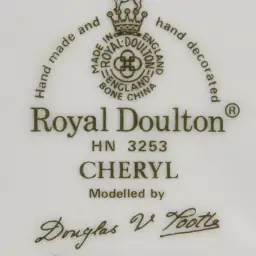 Hand made and hand decorated
MADE IN ENGLAND
ROYAL·DOULTON
ENGLAND
BONE CHINA
Royal Doulton®
HN 3253
CHERYL
Modelled by
Douglas V Tootle